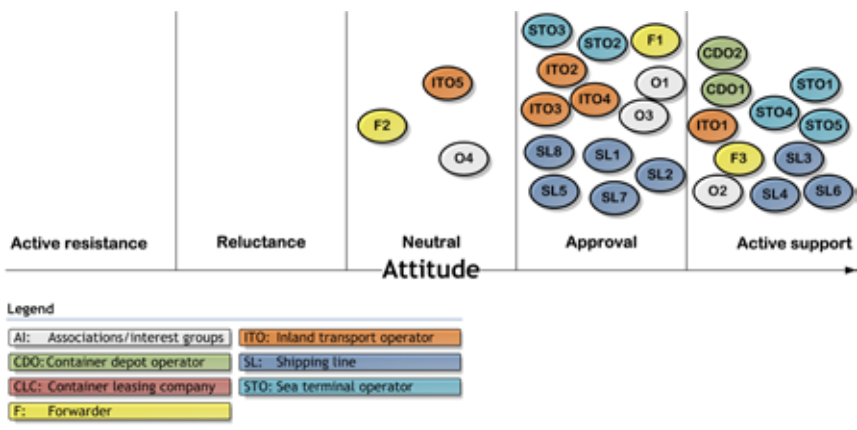 STO3
STO2
F1
CDO2
ITO5
ITO2
O1
CDO1
STO1
ITO3
ITO4
O3
STO4
F2
ITO1
STO5
O4
SL8
SL1
F3
SL3
SL2
SL5
SL7
O2
SL4
SL6
Active resistance
Reluctance
Neutral
Approval
Active support
Attitude
Legend
AI: Associations/interest groups
ITO: Inland transport operator
CDO: Container depot operator
SL: Shipping line
CLC: Container leasing company
STO: Sea terminal operator
F: Forwarder